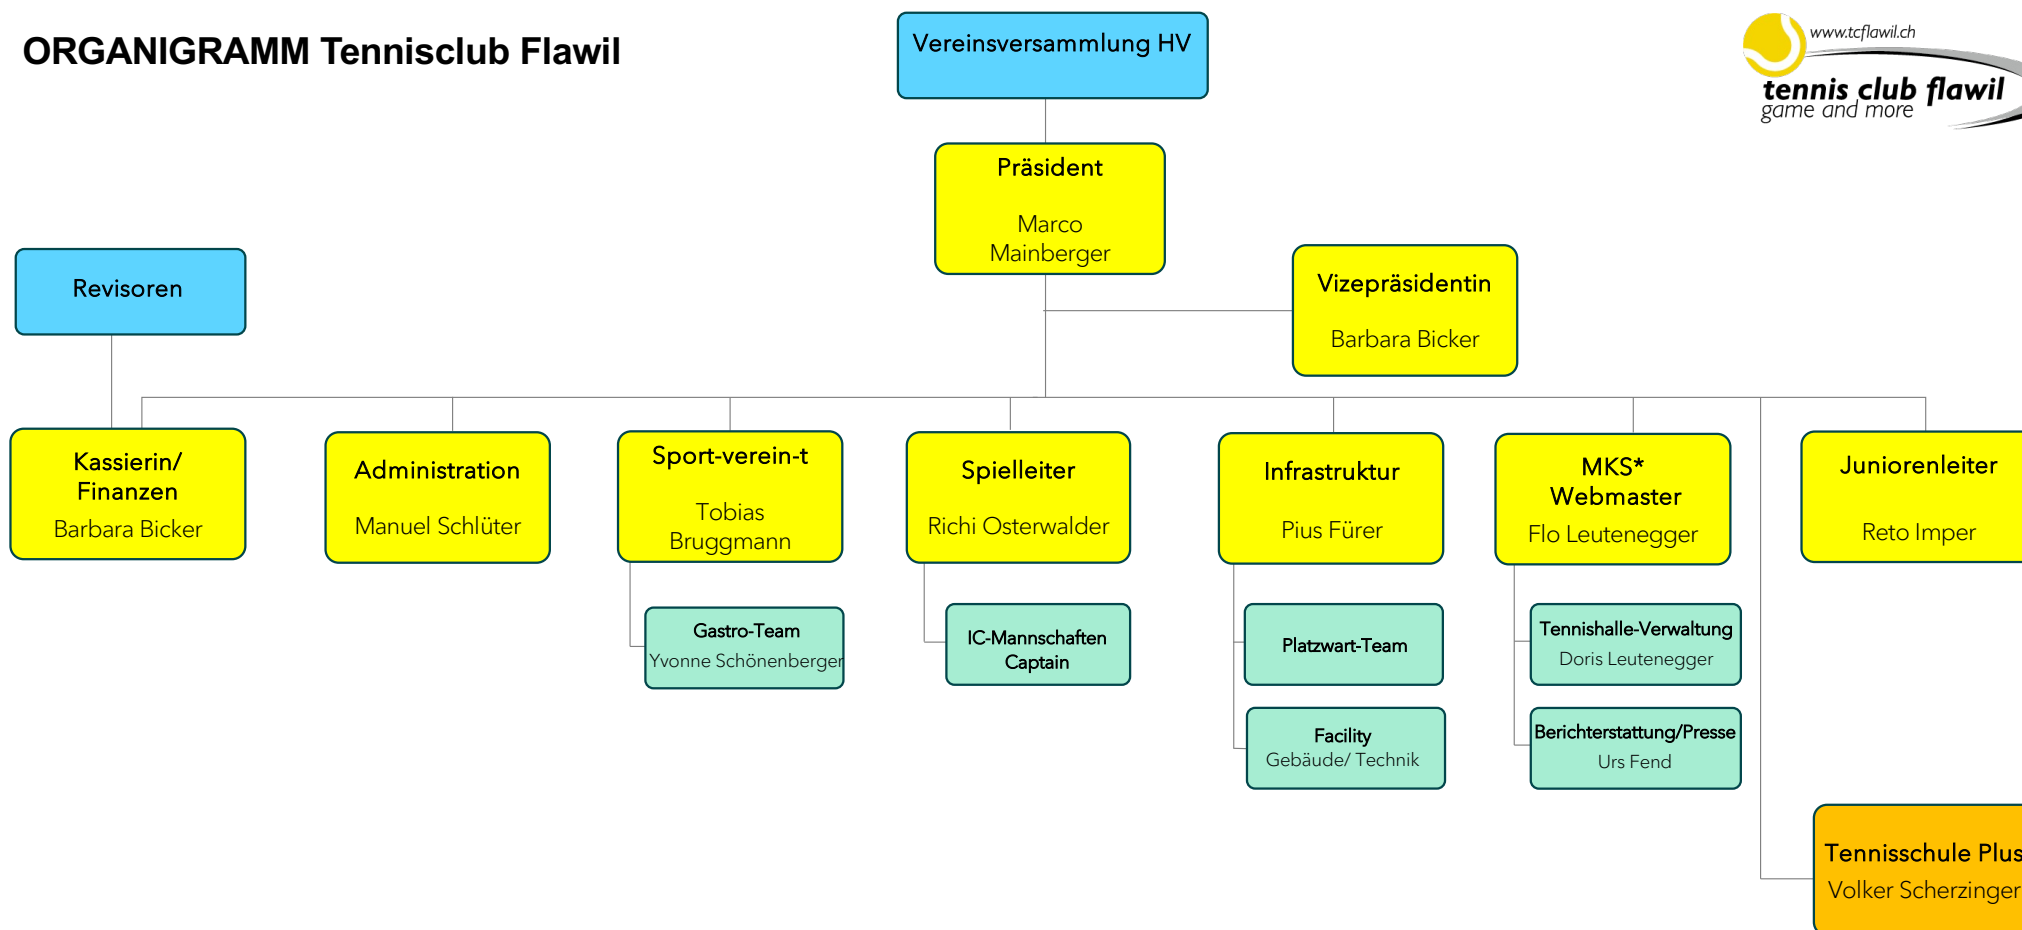 ORGANIGRAMM Tennisclub Flawil
Vereinsversammlung HV
www.tcflawil.ch
tennis club flawil
game and more
Präsident
Marco
Mainberger
Revisoren
Vizepräsidentin
Barbara Bicker
Kassierin/
Finanzen
Barbara Bicker
Administration
Manuel Schlüter
Sport-verein-t
Tobias
Bruggmann
Spielleiter
Richi Osterwalder
Infrastruktur
Pius Fürer
MKS*
Webmaster
Flo Leutenegger
Juniorenleiter
Reto Imper
Gastro-Team
Yvonne Schönenberger
IC-Mannschaften
Captain
Platzwart-Team
Tennishalle-Verwaltung
Doris Leutenegger
Facility
Gebäude/ Technik
Berichterstattung/Presse
Urs Fend
Tennisschule Plus
Volker Scherzinger